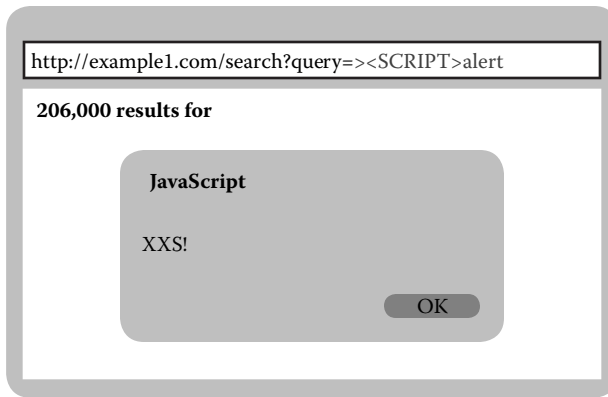 http://example1.com/search?query=><SCRIPT>alert
206,000 results for
JavaScript
XXS!
OK